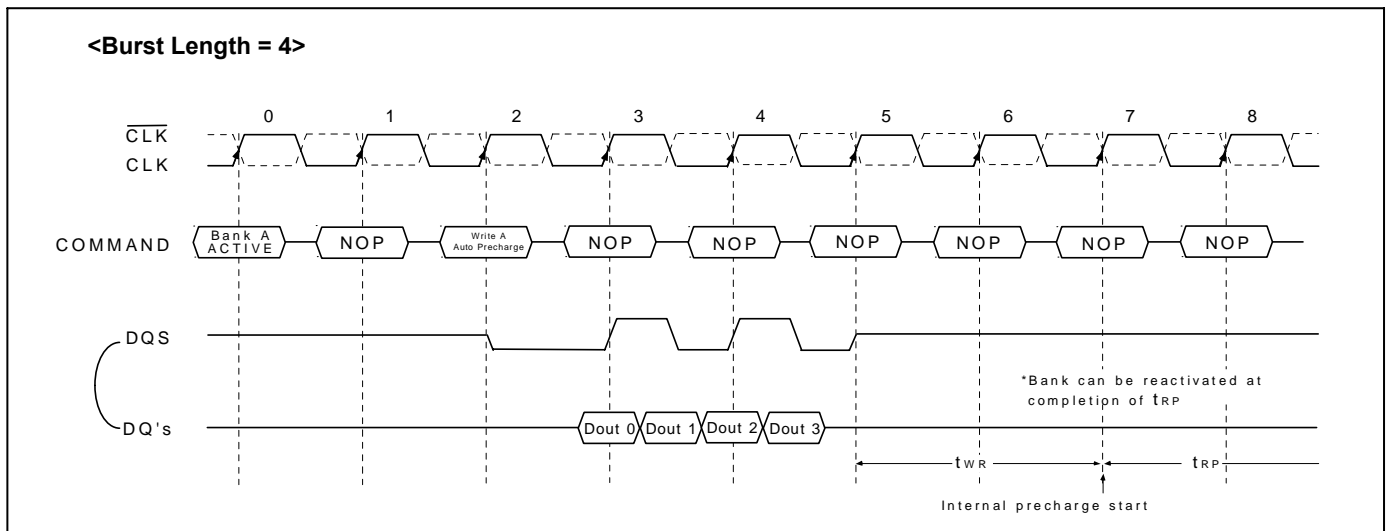 <Burst Length = 4>
0 1 2 3 4 5 6 7 8
CLK
CLK
COMMAND
Bank A
ACTIVE
NOP
Write A
Auto Precharge
NOP
NOP
NOP
NOP
NOP
NOP
DQS
*Bank can be reactivated at
completion of tRP
DQ's
Dout 0 Dout 1 Dout 2 Dout 3
tWR
tRP
Internal precharge start